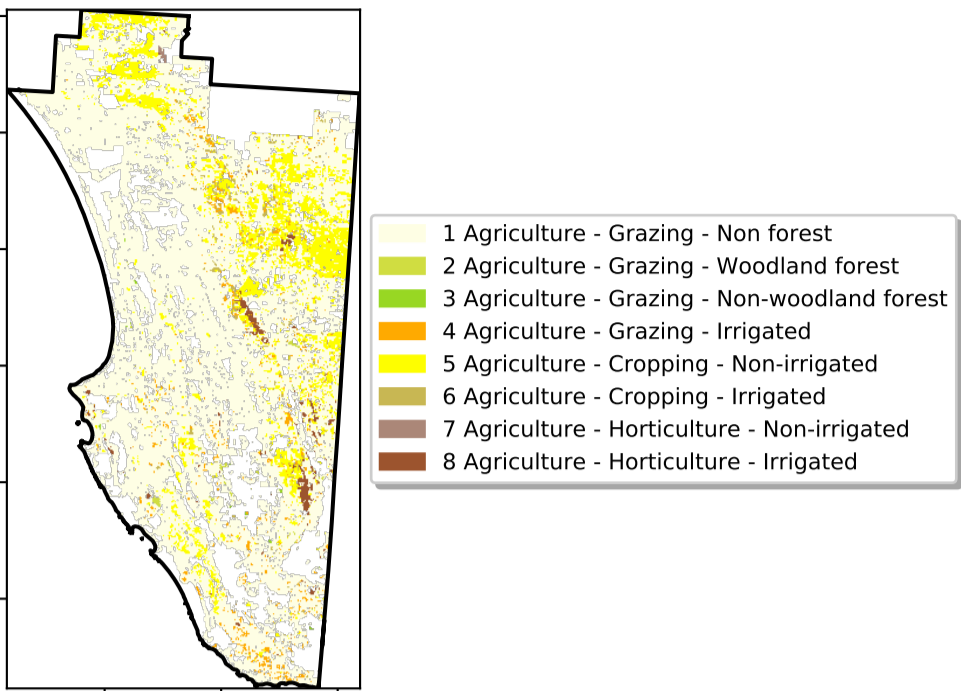 1 Agriculture - Grazing - Non forest
2 Agriculture - Grazing - Woodland forest
3 Agriculture - Grazing - Non-woodland forest
4 Agriculture - Grazing - Irrigated
5 Agriculture - Cropping - Non-irrigated
6 Agriculture - Cropping - Irrigated
7 Agriculture - Horticulture - Non-irrigated
8 Agriculture - Horticulture - Irrigated